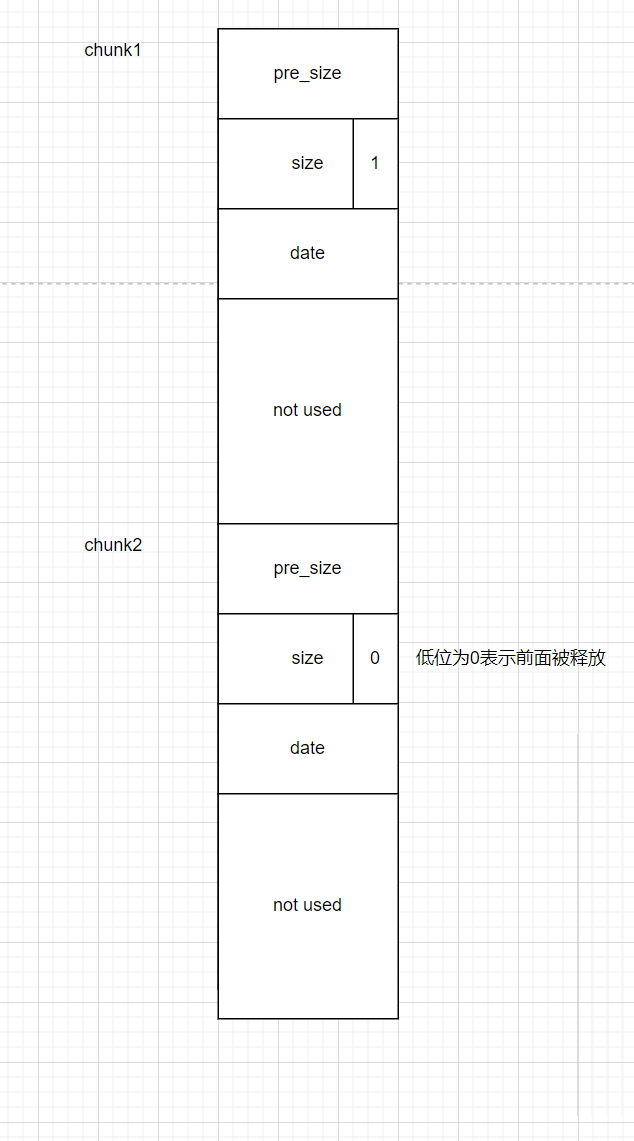 chunk1
pre_size
size
1
date
not used
chunk2
pre_size
size
0
低位为0表示前面被释放
date
not used